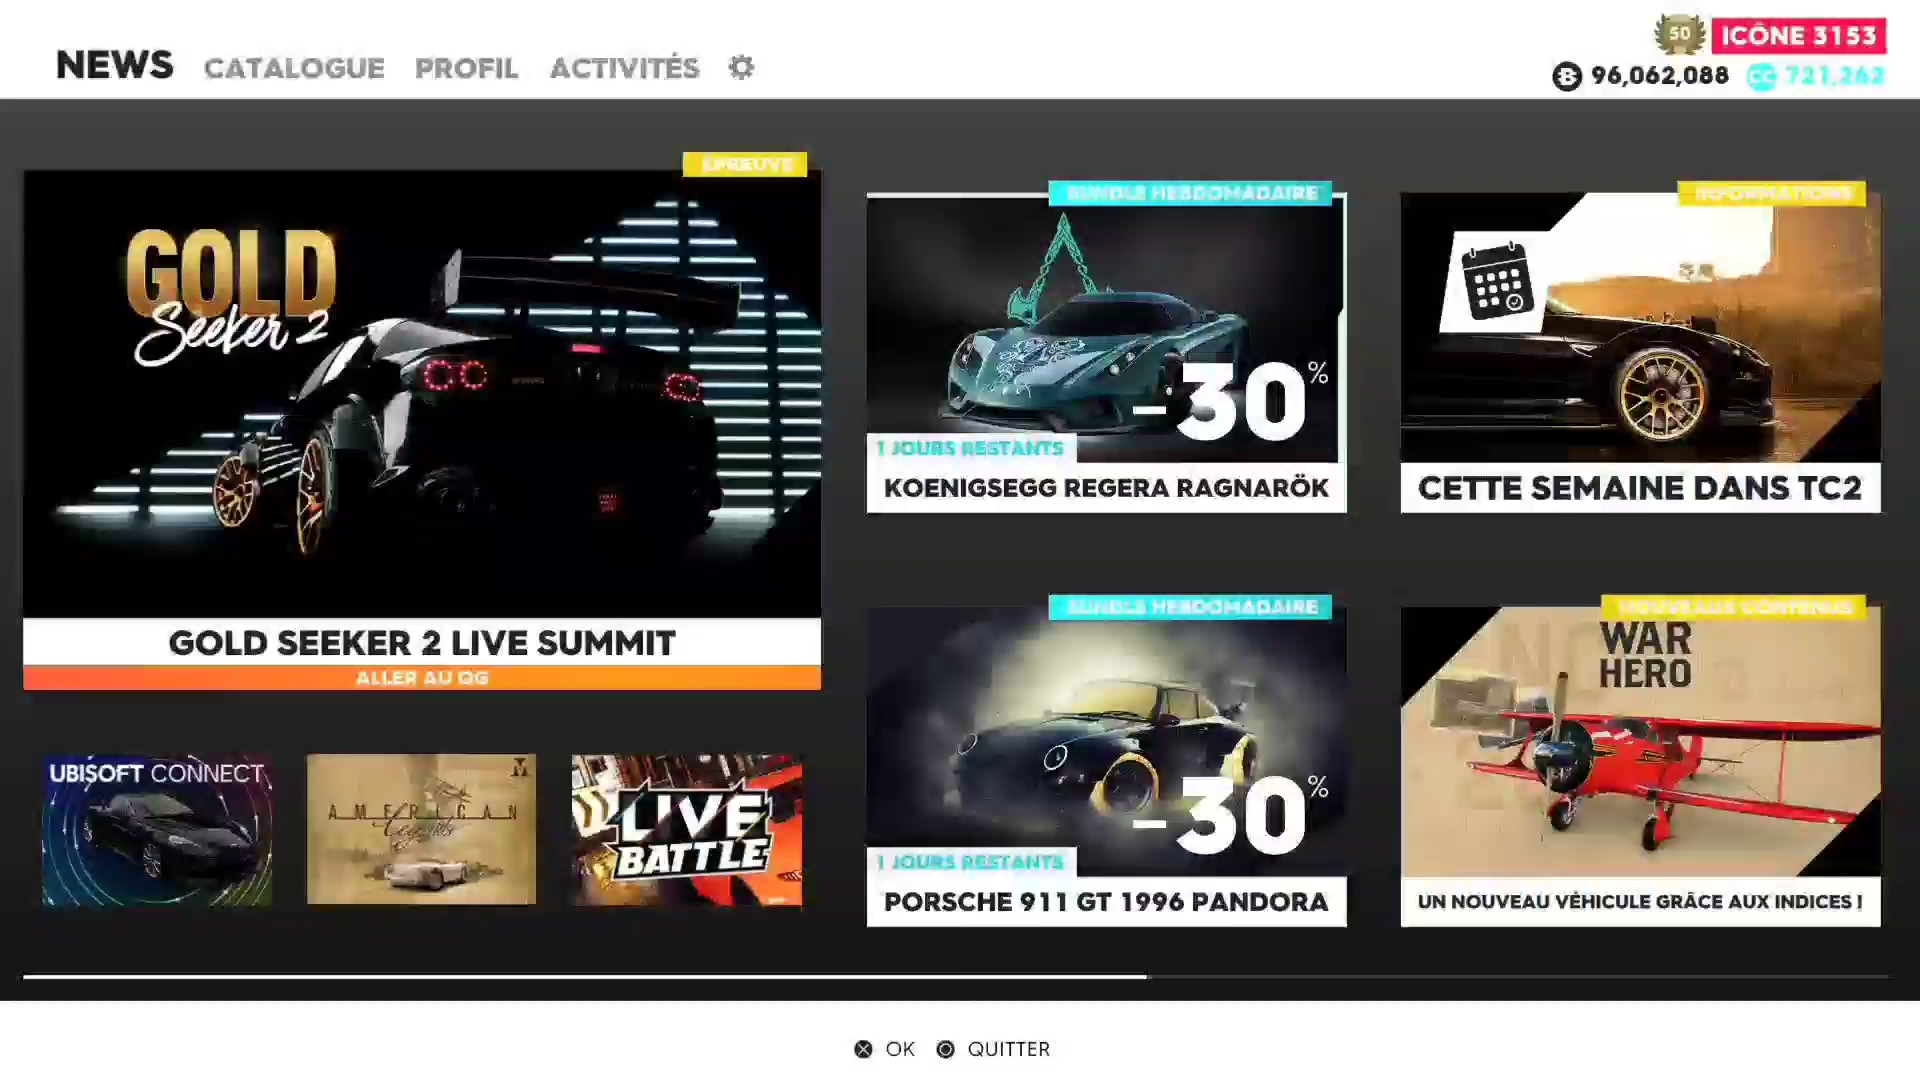 NEWS CATALOGUE PROFIL ACTIVITÉS
50 ICÔNE 3153
96,062,088 CC 721,262
ÉPREUVE
GOLD
Seeker 2
GOLD SEEKER 2 LIVE SUMMIT
ALLER AU QG
UBISOFT CONNECT
AMERICAN
Legends
LIVE
BATTLE
BUNDLE HEBDOMADAIRE
-30%
1 JOURS RESTANTS
KOENIGSEGG REGERA RAGNARÖK
BUNDLE HEBDOMADAIRE
-30%
1 JOURS RESTANTS
PORSCHE 911 GT 1996 PANDORA
INFORMATIONS
CETTE SEMAINE DANS TC2
NOUVEAUX CONTENUS
WAR
HERO
UN NOUVEAU VÉHICULE GRÂCE AUX INDICES !
OK QUITTER